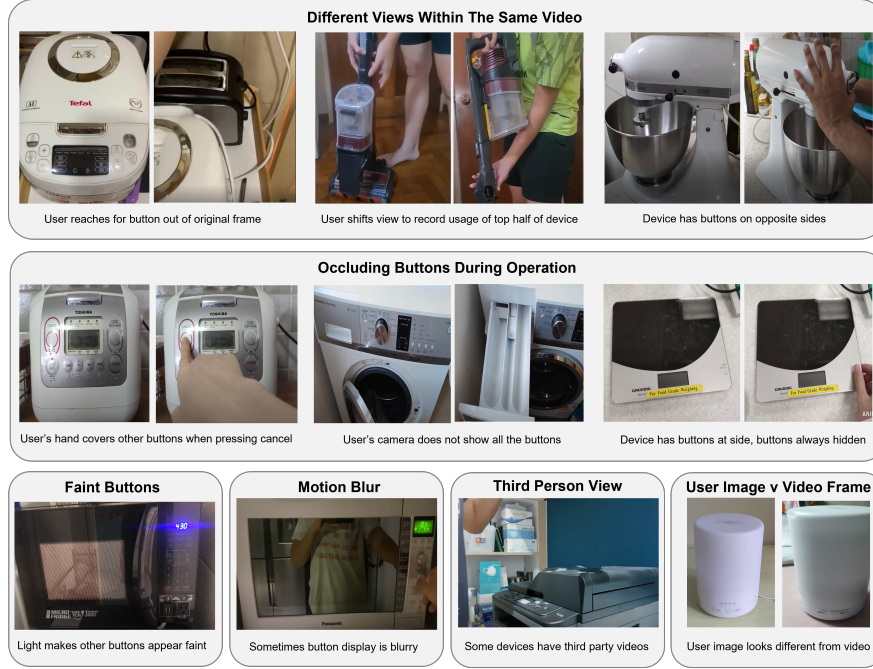 Different Views Within The Same Video
Tefal
User reaches for button out of original frame
User shifts view to record usage of top half of device
Device has buttons on opposite sides
Occluding Buttons During Operation
TOSHIBA
TOSHIBA
GRUNDIG
For Food Grade Weighing
GRUNDIG
For Food Grade Weighing
User's hand covers other buttons when pressing cancel
User's camera does not show all the buttons
Device has buttons at side, buttons always hidden
Faint Buttons
Motion Blur
Third Person View
User Image v Video Frame
4:30
Panasonic
Light makes other buttons appear faint
Sometimes button display is blurry
Some devices have third party videos
User image looks different from video